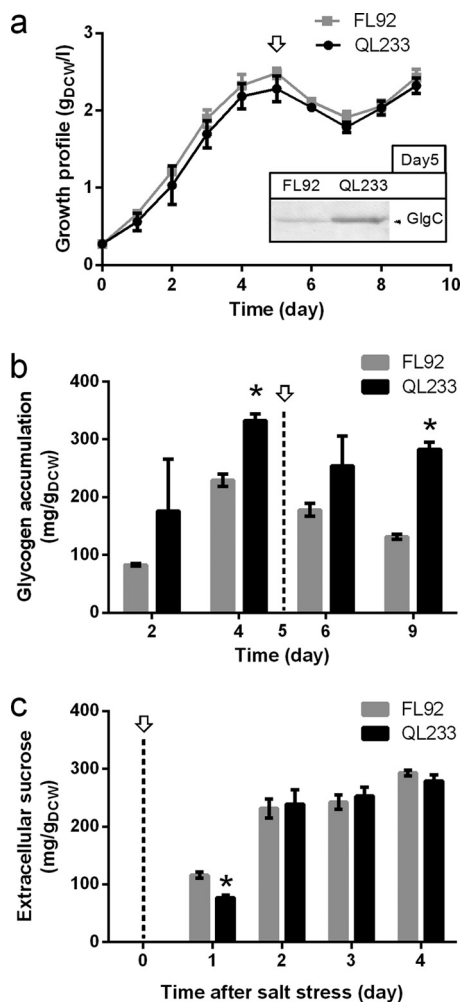 a
FL92
QL233
Growth profile (gDCW/l)
3
2
1
0
Day5
FL92 QL233
GlgC
0 2 4 6 8 10
Time (day)
b
FL92
QL233
Glycogen accumulation
(mg/gDCW)
400
300
200
100
0
*
*
2 4 5 6 9
Time (day)
c
FL92
QL233
Extracellular sucrose
(mg/gDCW)
400
300
200
100
0
*
0 1 2 3 4
Time after salt stress (day)